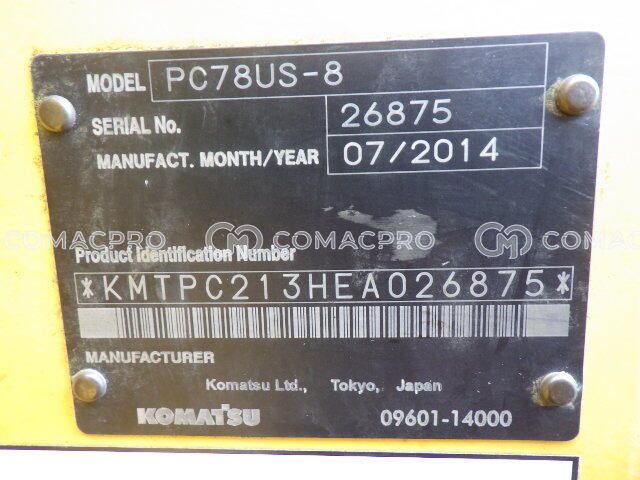 MODEL PC78US-8
SERIAL No. 26875
MANUFACT. MONTH/YEAR 07/2014
COMACPRO COMACPRO COMACPRO
Product Identification Number
*KMTPC213HEA026875*
MANUFACTURER
Komatsu Ltd., Tokyo, Japan
KOMATSU 09601-14000